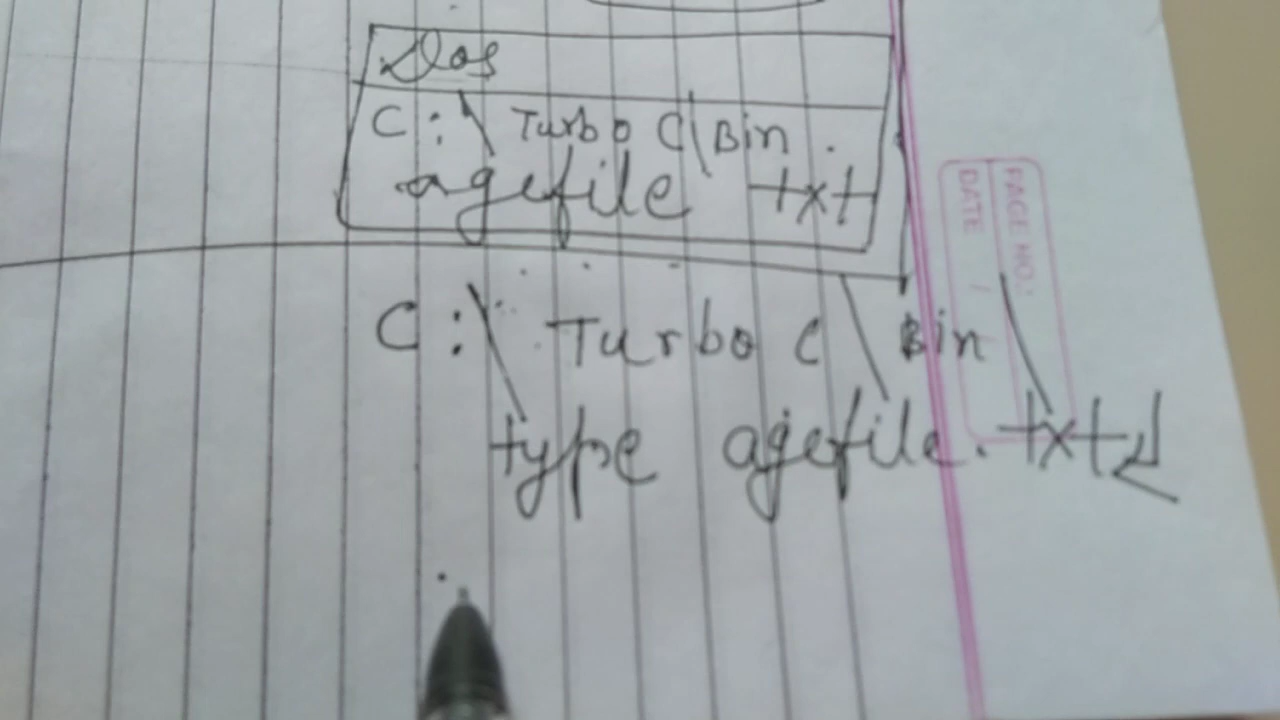 Dos
C:\ Turbo C\Bin .
agefile txt
C:\ Turbo C \ Bin \
type agefile.txt
PAGE NO.:
DATE /